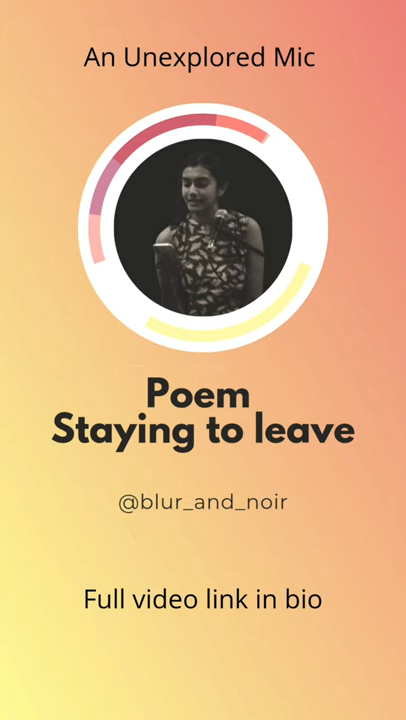 An Unexplored Mic
Poem
Staying to leave
@blur_and_noir
Full video link in bio